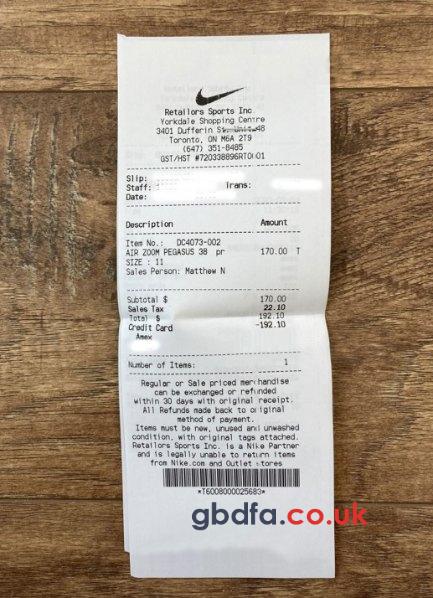 Retailors Sports Inc.
Yorkdale Shopping Centre
3401 Dufferin St. Unit 48
Toronto, ON M6A 2T9
(647) 351-8485
GST/HST #720338896RT0001
Slip:
Staff: Trans:
Date:
Description Amount
Item No.: DC4073-002
AIR ZOOM PEGASUS 38 pr 170.00 T
SIZE : 11
Sales Person: Matthew N
Subtotal $ 170.00
Sales Tax 22.10
Total $ 192.10
Credit Card -192.10
Amex
Number of Items: 1
Regular or Sale priced merchandise
can be exchanged or refunded
within 30 days with original receipt.
All Refunds made back to original
method of payment.
Items must be new, unused and unwashed
condition, with original tags attached.
Retailors Sports Inc. is a Nike Partner
and is legally unable to return items
from Nike.com and Outlet stores
*T6008000025683*
gbdfa.co.uk